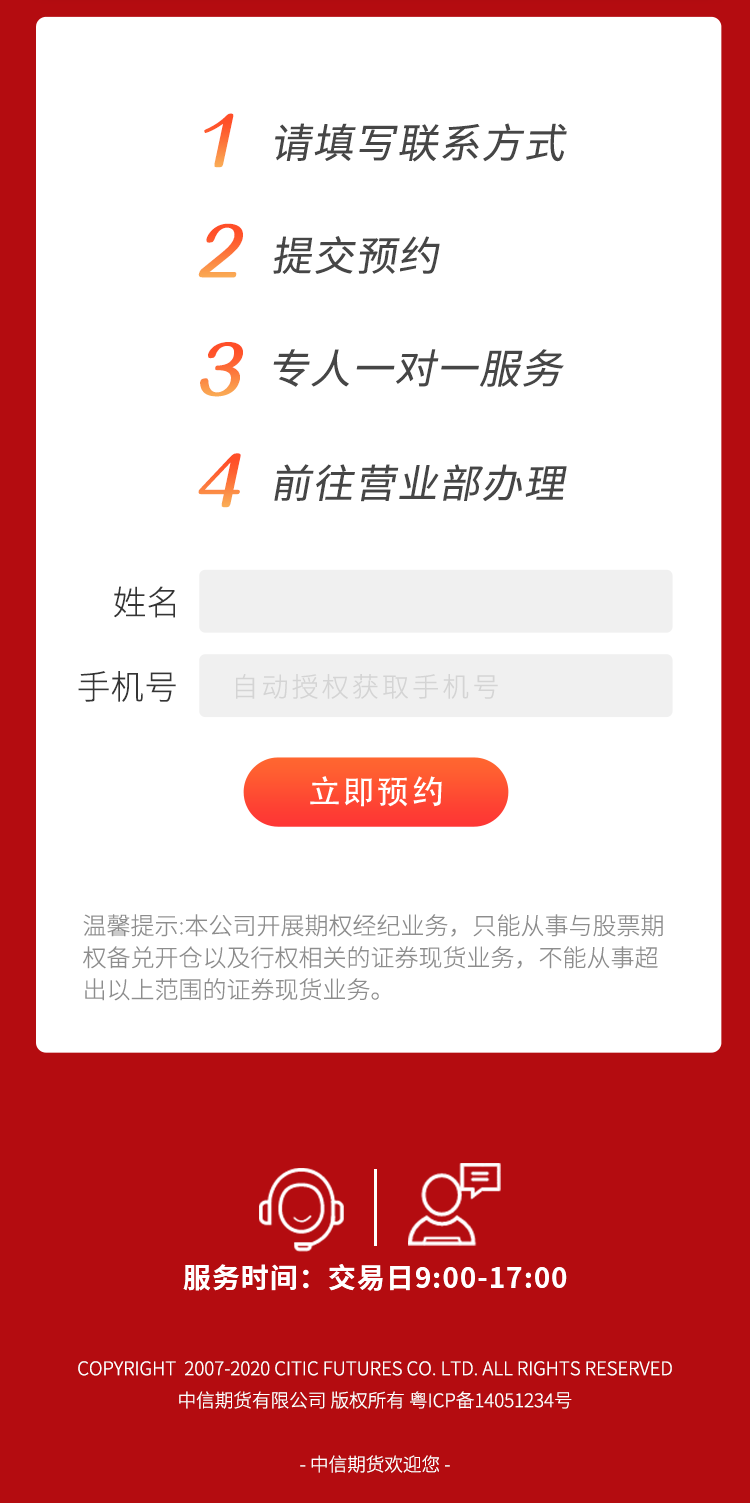 1 请填写联系方式
2 提交预约
3 专人一对一服务
4 前往营业部办理
姓名
手机号 自动授权获取手机号
立即预约
温馨提示:本公司开展期权经纪业务，只能从事与股票期
权备兑开仓以及行权相关的证券现货业务，不能从事超
出以上范围的证券现货业务。
服务时间：交易日9:00-17:00
COPYRIGHT 2007-2020 CITIC FUTURES CO. LTD. ALL RIGHTS RESERVED
中信期货有限公司 版权所有 粤ICP备14051234号
- 中信期货欢迎您 -